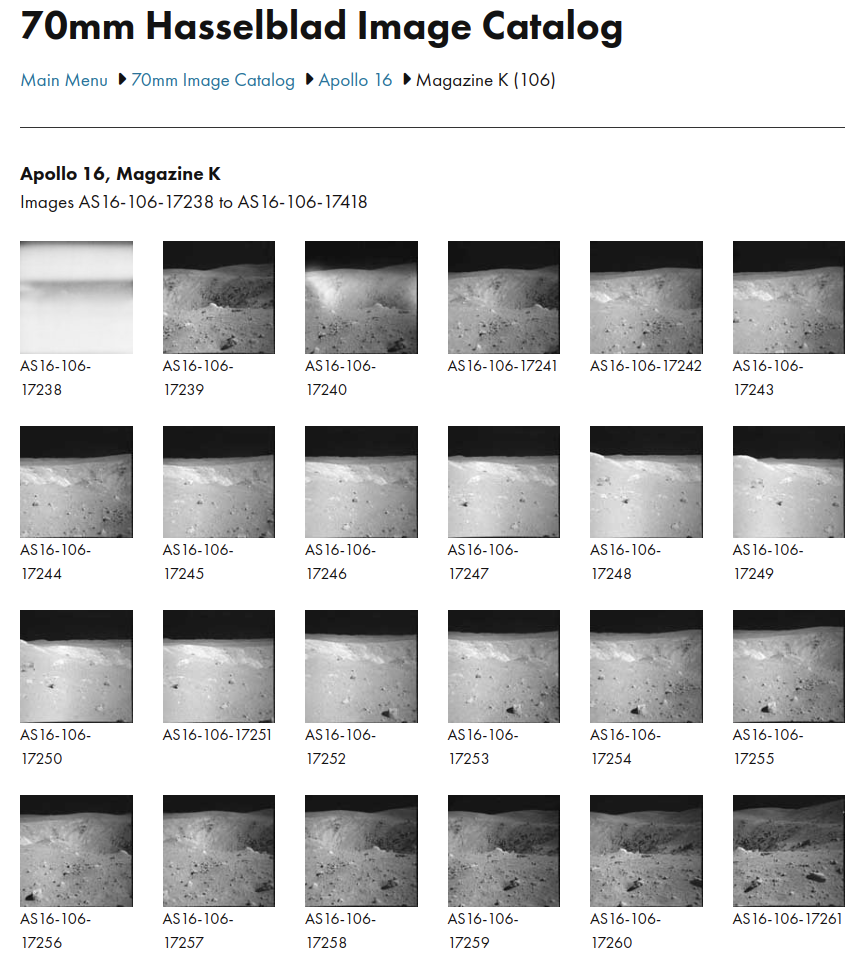 70mm Hasselblad Image Catalog
Main Menu 70mm Image Catalog Apollo 16 Magazine K (106)
Apollo 16, Magazine K
Images AS16-106-17238 to AS16-106-17418
AS16-106-
17238
AS16-106-
17239
AS16-106-
17240
AS16-106-17241
AS16-106-17242
AS16-106-
17243
AS16-106-
17244
AS16-106-
17245
AS16-106-
17246
AS16-106-
17247
AS16-106-
17248
AS16-106-
17249
AS16-106-
17250
AS16-106-17251
AS16-106-
17252
AS16-106-
17253
AS16-106-
17254
AS16-106-
17255
AS16-106-
17256
AS16-106-
17257
AS16-106-
17258
AS16-106-
17259
AS16-106-
17260
AS16-106-17261